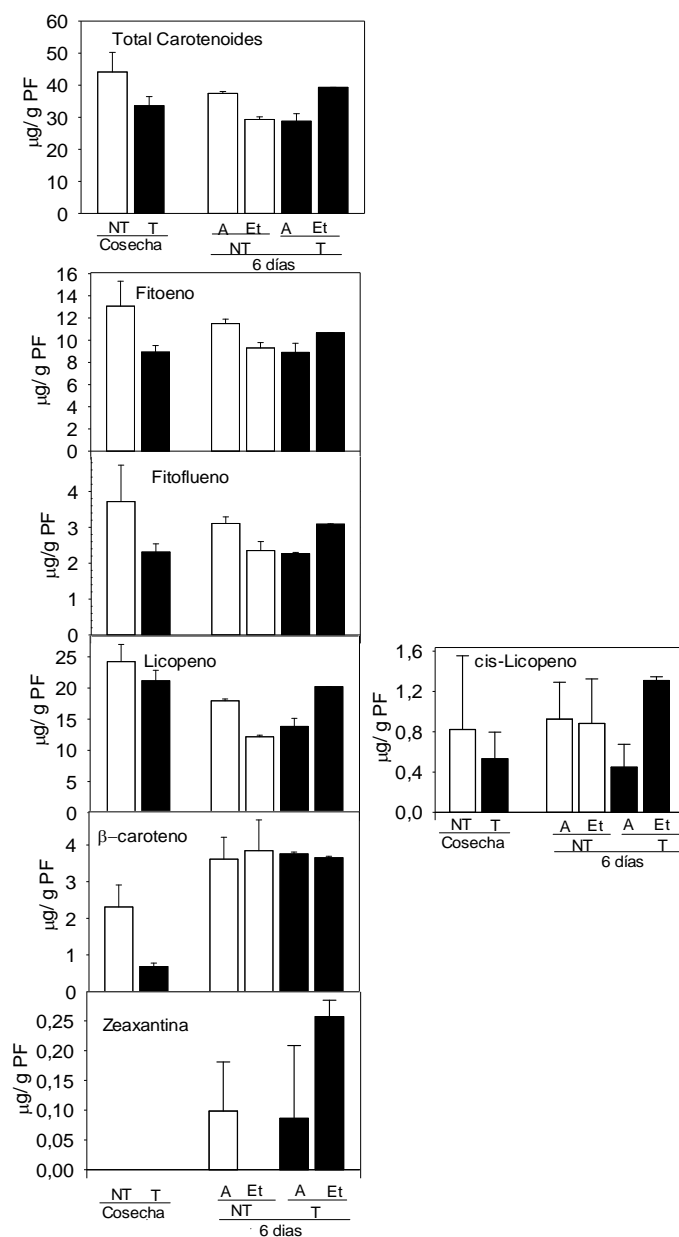 Total Carotenoides
60
50
40
30
20
10
0
µg/ g PF
NT T
Cosecha
A Et A Et
NT T
6 días
Fitoeno
16
14
12
10
8
6
4
2
0
µg/ g PF
Fitoflueno
4
3
2
1
0
µg/g PF
Licopeno
25
20
15
10
5
0
µg/ g PF
cis-Licopeno
1,6
1,2
0,8
0,4
0,0
µg/ g PF
NT T
Cosecha
A Et A Et
NT T
6 días
β−caroteno
4
3
2
1
0
µg/ g PF
Zeaxantina
0,25
0,20
0,15
0,10
0,05
0,00
µg/ g PF
NT T
Cosecha
A Et A Et
NT T
6 dias